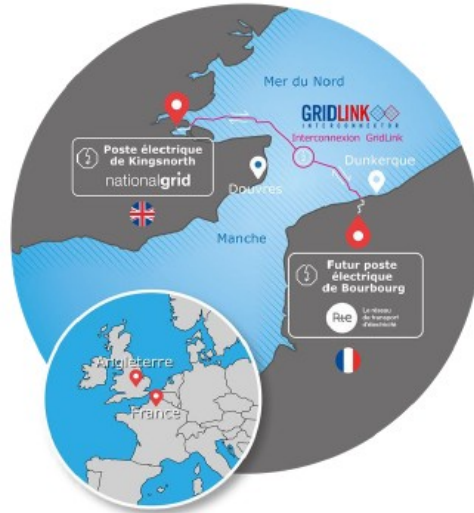 Mer du Nord
GRIDLINK
INTERCONNECTOR
Interconnexion GridLink
Poste électrique
de Kingsnorth
nationalgrid
Douvres
Dunkerque
Manche
Futur poste
électrique
de Bourbourg
Rte
Le réseau
de transport
d'électricité
Angleterre
France